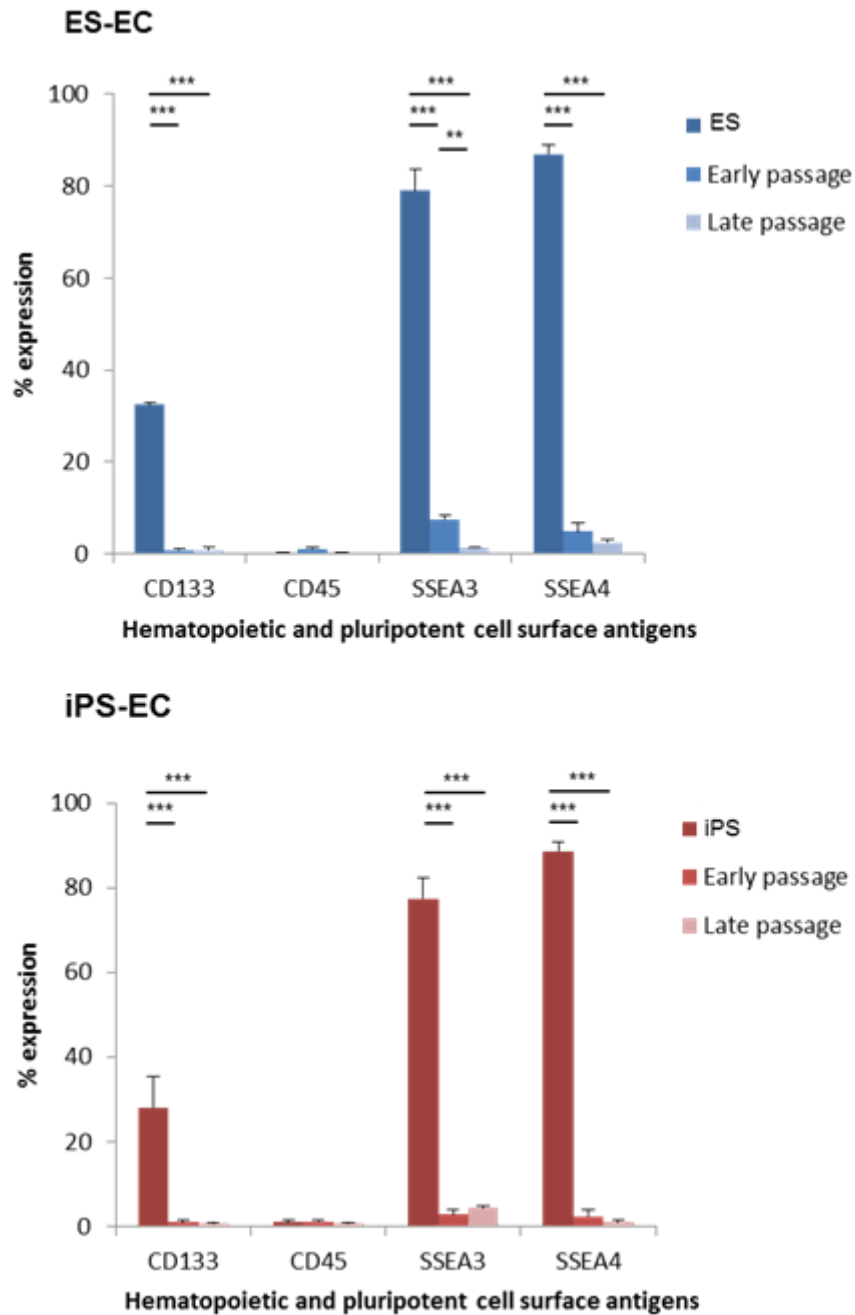 ES-EC
*** *** ***
*** *** ***
**
100
80
60
40
20
0
% expression
ES
Early passage
Late passage
CD133 CD45 SSEA3 SSEA4
Hematopoietic and pluripotent cell surface antigens
iPS-EC
*** *** ***
*** *** ***
100
80
60
40
20
0
% expression
iPS
Early passage
Late passage
CD133 CD45 SSEA3 SSEA4
Hematopoietic and pluripotent cell surface antigens